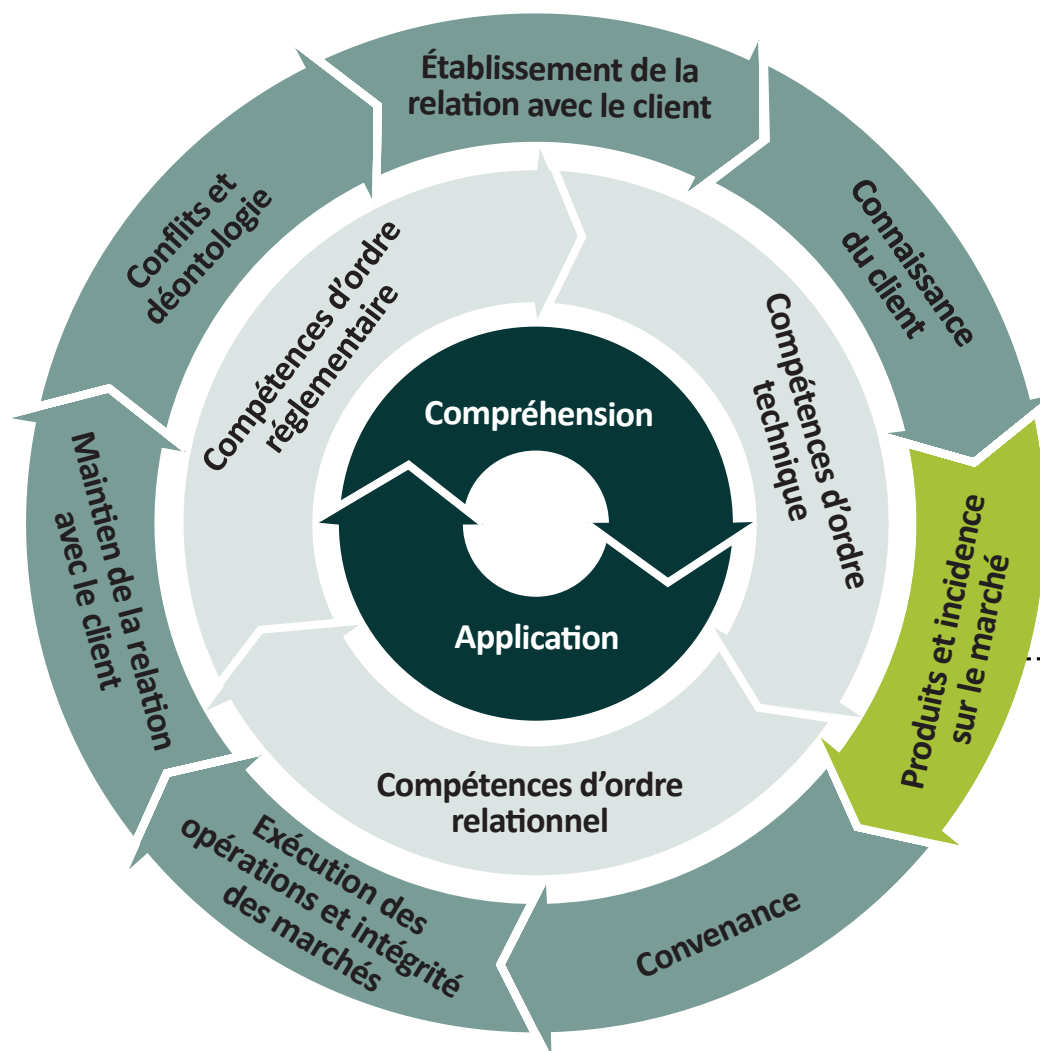 Établissement de la
relation avec le client
Connaissance
du client
Produits et incidence
sur le marché
Convenance
Exécution des
opérations et intégrité
des marchés
Maintien de la relation
avec le client
Conflits et
déontologie
Compétences d'ordre
réglementaire
Compétences d'ordre
technique
Compétences d'ordre
relationnel
Compréhension
Application